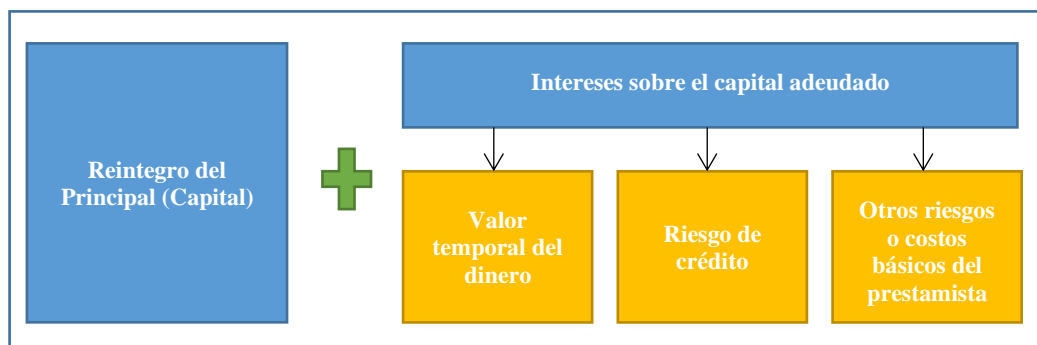 Reintegro del
Principal (Capital)
Intereses sobre el capital adeudado
Valor
temporal del
dinero
Riesgo de
crédito
Otros riesgos
o costos
básicos del
prestamista